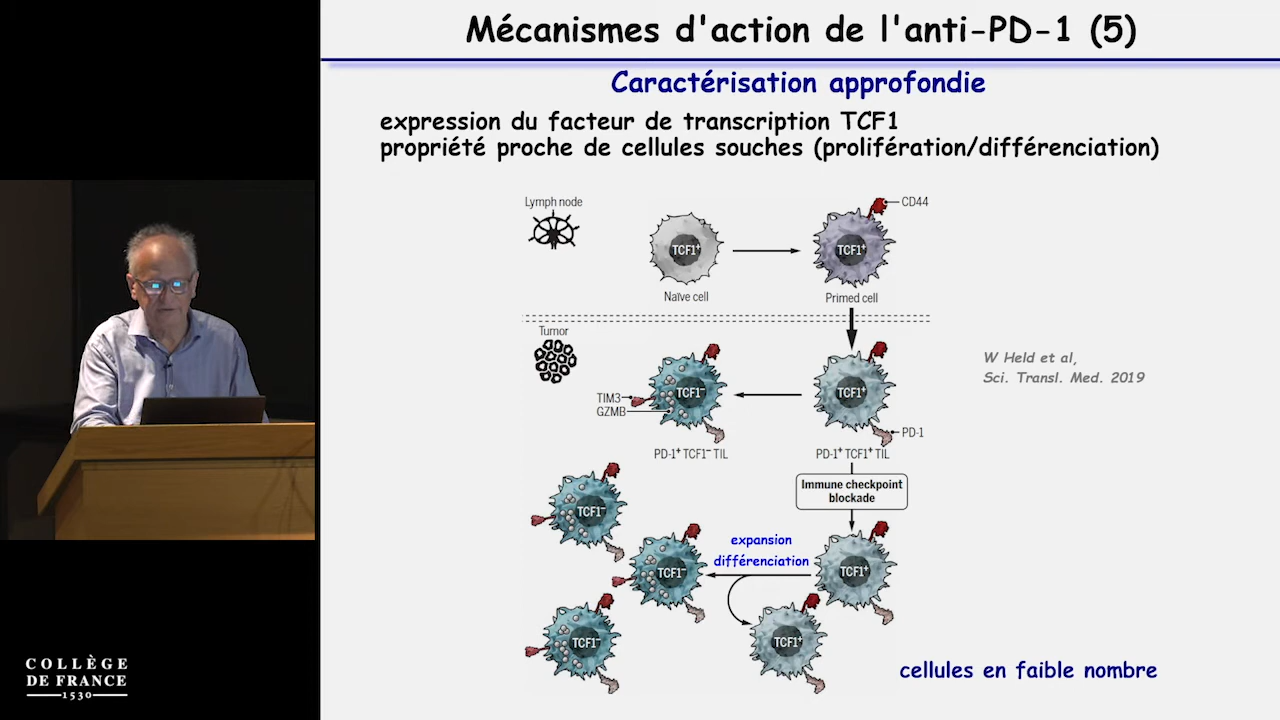 Mécanismes d'action de l'anti-PD-1 (5)
Caractérisation approfondie
expression du facteur de transcription TCF1
propriété proche de cellules souches (prolifération/différenciation)
Lymph node
CD44
TCF1+
TCF1+
Naïve cell
Primed cell
Tumor
W Held et al,
Sci. Transl. Med. 2019
TCF1-
TCF1+
TIM3
GZMB
PD-1
PD-1+ TCF1- TIL
PD-1+ TCF1+ TIL
Immune checkpoint
blockade
TCF1-
expansion
différenciation
TCF1-
TCF1+
TCF1-
TCF1+
cellules en faible nombre
COLLÈGE
DE FRANCE
1530